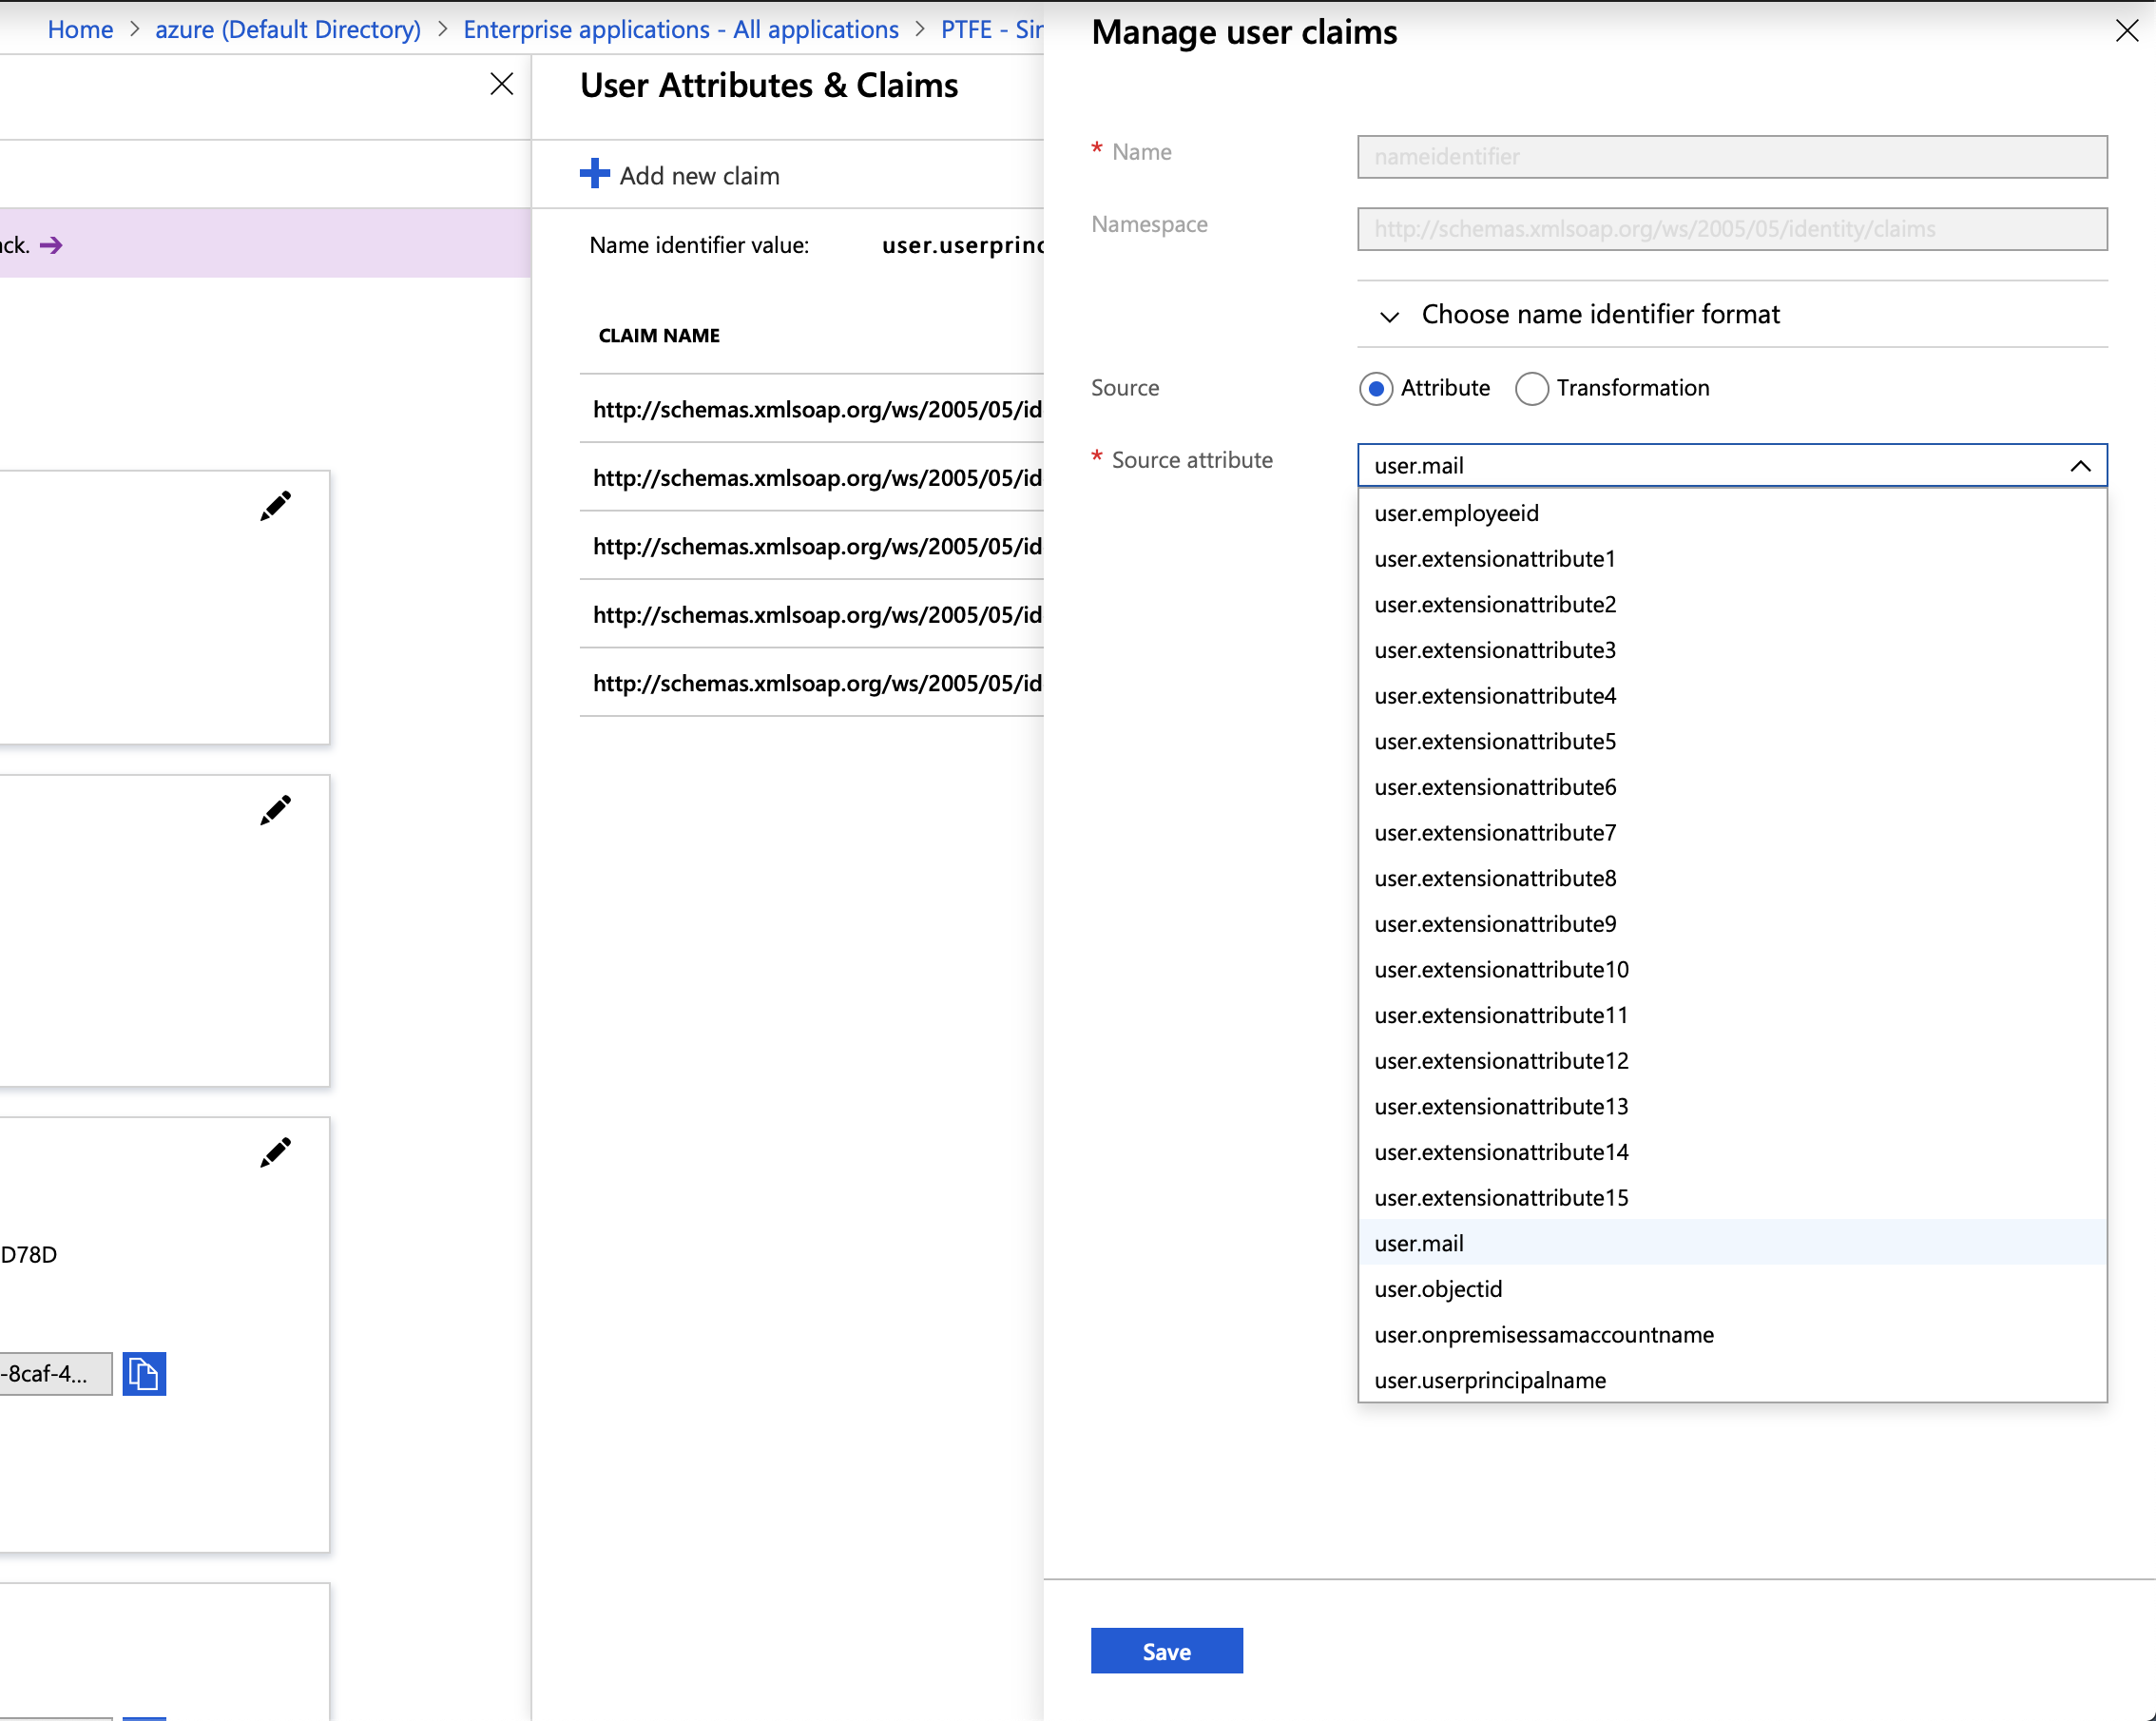 Home > azure (Default Directory) > Enterprise applications - All applications > PTFE - Sin
ack. →
D78D
-8caf-4...
User Attributes & Claims
Add new claim
Name identifier value: user.userprinc
CLAIM NAME
http://schemas.xmlsoap.org/ws/2005/05/id
http://schemas.xmlsoap.org/ws/2005/05/id
http://schemas.xmlsoap.org/ws/2005/05/id
http://schemas.xmlsoap.org/ws/2005/05/id
http://schemas.xmlsoap.org/ws/2005/05/id
Manage user claims
* Name nameidentifier
Namespace http://schemas.xmlsoap.org/ws/2005/05/identity/claims
Choose name identifier format
Source Attribute Transformation
* Source attribute user.mail
user.employeeid
user.extensionattribute1
user.extensionattribute2
user.extensionattribute3
user.extensionattribute4
user.extensionattribute5
user.extensionattribute6
user.extensionattribute7
user.extensionattribute8
user.extensionattribute9
user.extensionattribute10
user.extensionattribute11
user.extensionattribute12
user.extensionattribute13
user.extensionattribute14
user.extensionattribute15
user.mail
user.objectid
user.onpremisessamaccountname
user.userprincipalname
Save